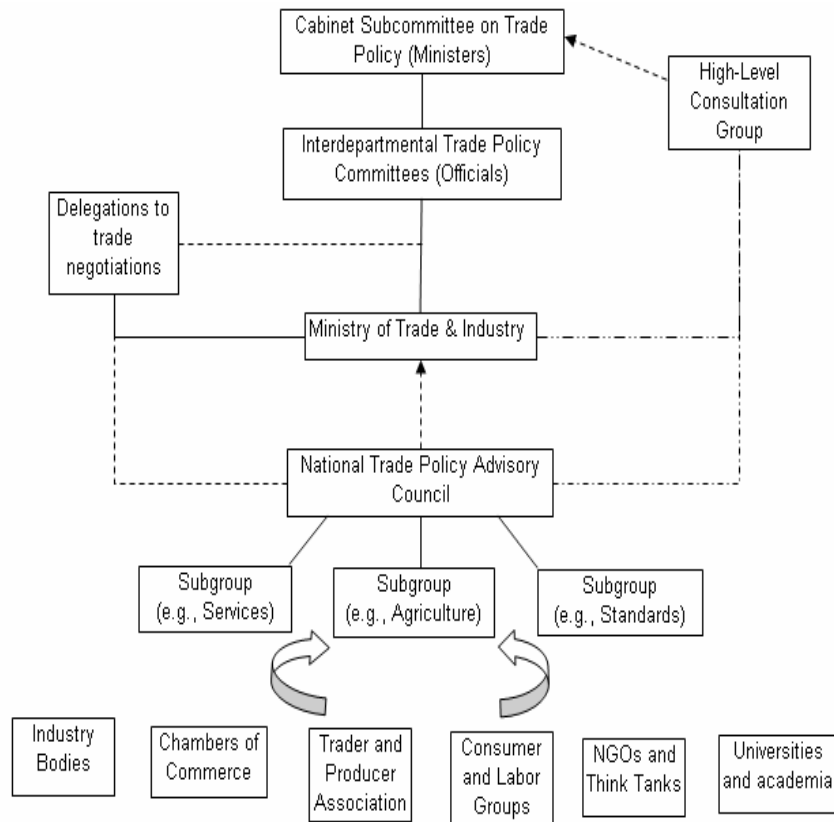 Cabinet Subcommittee on Trade
Policy (Ministers)
High-Level
Consultation
Group
Interdepartmental Trade Policy
Committees (Officials)
Delegations to
trade
negotiations
Ministry of Trade & Industry
National Trade Policy Advisory
Council
Subgroup
(e.g., Services)
Subgroup
(e.g., Agriculture)
Subgroup
(e.g., Standards)
Industry
Bodies
Chambers of
Commerce
Trader and
Producer
Association
Consumer
and Labor
Groups
NGOs and
Think Tanks
Universities
and academia